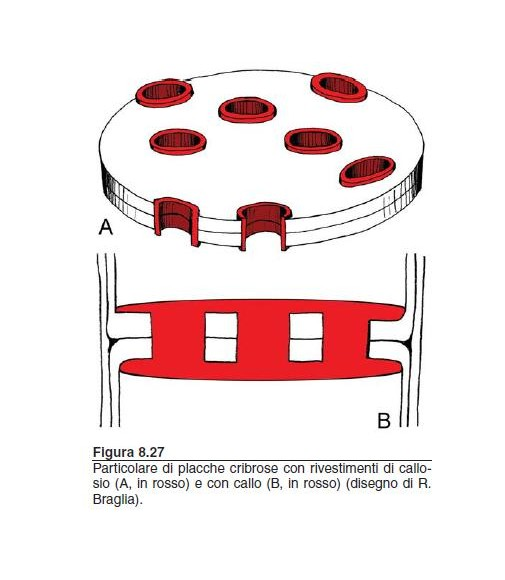 A
B
Figura 8.27
Particolare di placche cribrose con rivestimenti di callo-
sio (A, in rosso) e con callo (B, in rosso) (disegno di R.
Braglia).